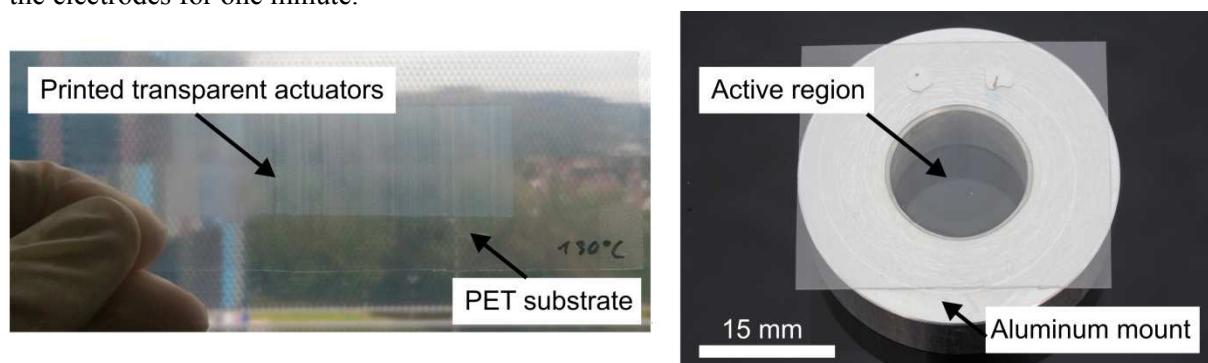 the electrodes for one minute.
Printed transparent actuators
130°C
PET substrate
Active region
15 mm
Aluminum mount